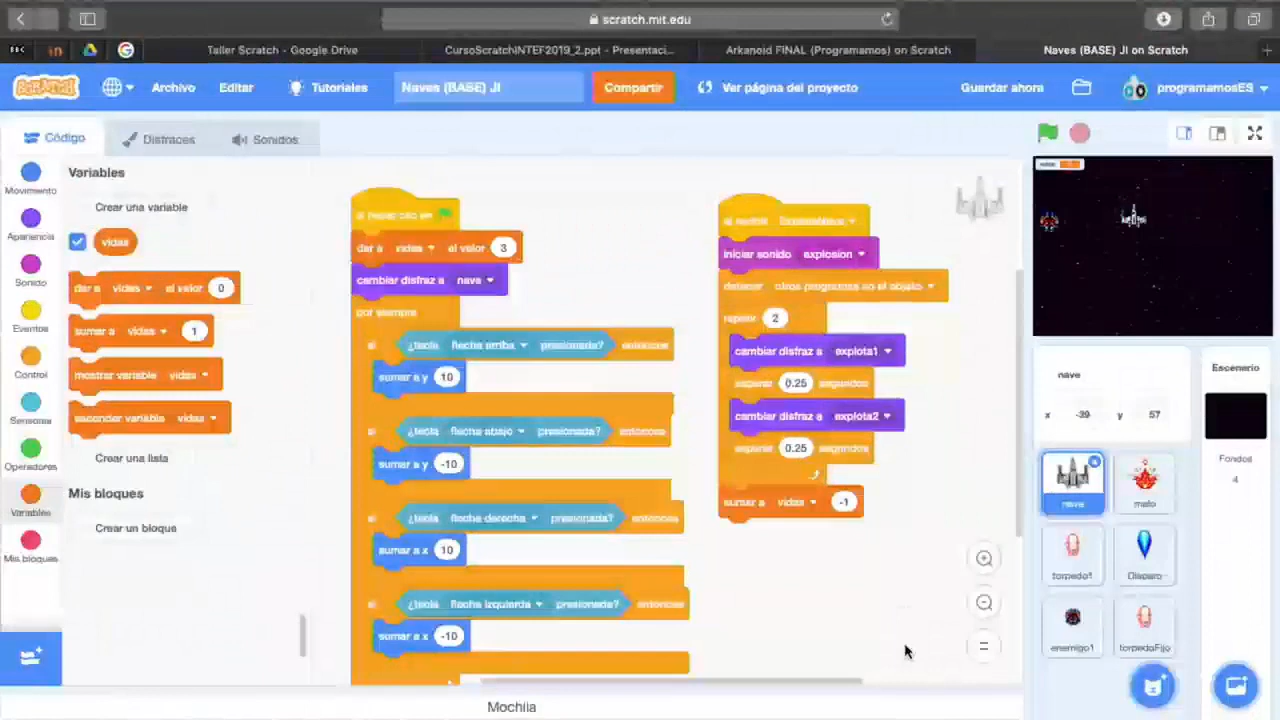 scratch.mit.edu
Taller Scratch - Google Drive
CursoScratchINTEF2019_2.ppt - Presentaci...
Arkanoid FINAL (Programamos) on Scratch
Naves (BASE) JI on Scratch
SCRATCH
Archivo
Editar
Tutoriales
Naves (BASE) JI
Compartir
Ver página del proyecto
Guardar ahora
programamosES
Código
Disfraces
Sonidos
Movimiento
Apariencia
Sonido
Eventos
Control
Sensores
Operadores
Variables
Mis bloques
Variables
Crear una variable
vidas
dar a vidas el valor 0
sumar a vidas 1
mostrar variable vidas
esconder variable vidas
Crear una lista
Mis bloques
Crear un bloque
al hacer clic en
dar a vidas el valor 3
cambiar disfraz a nave
por siempre
si ¿tecla flecha arriba presionada? entonces
sumar a y 10
si ¿tecla flecha abajo presionada? entonces
sumar a y -10
si ¿tecla flecha derecha presionada? entonces
sumar a x 10
si ¿tecla flecha izquierda presionada? entonces
sumar a x -10
al recibir
iniciar sonido explosion
detener otros programas en el objeto
repetir 2
cambiar disfraz a explota1
esperar 0.25 segundos
cambiar disfraz a explota2
esperar 0.25 segundos
sumar a vidas -1
nave
x -39 y 57
nave
malo
torpedo1
Disparo
enemigo1
torpedoFijo
Escenario
Fondos
4
Mochila